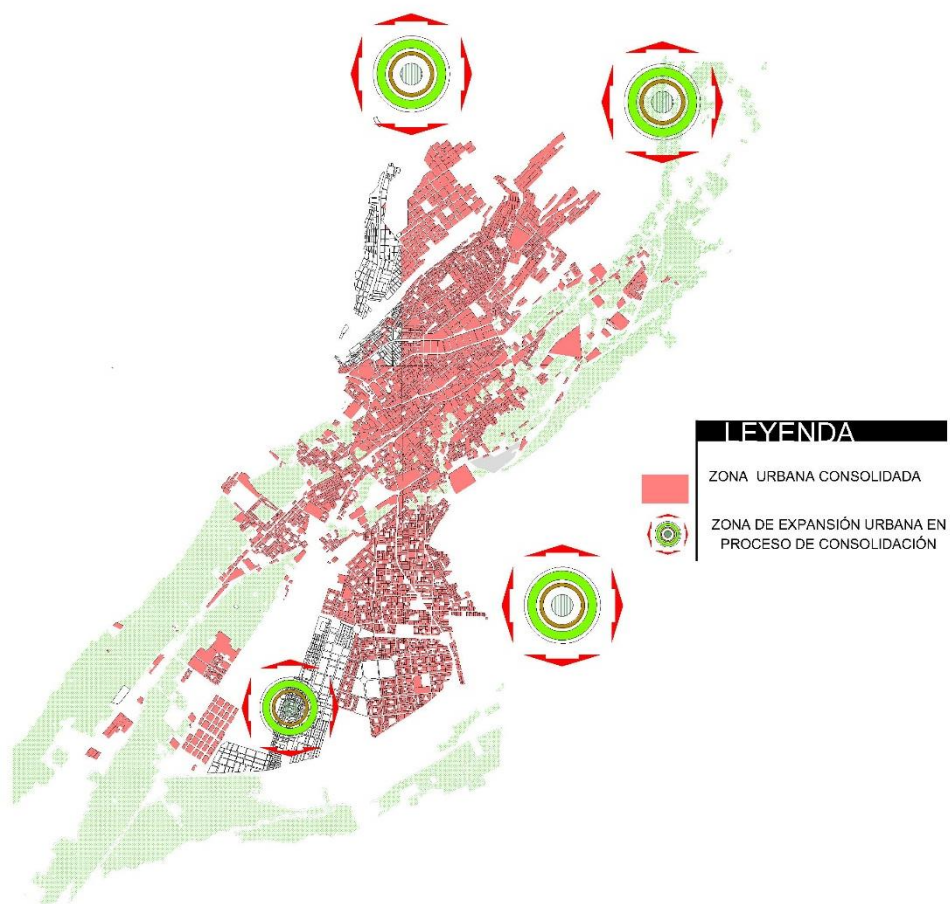 LEYENDA
ZONA URBANA CONSOLIDADA
ZONA DE EXPANSIÓN URBANA EN
PROCESO DE CONSOLIDACIÓN